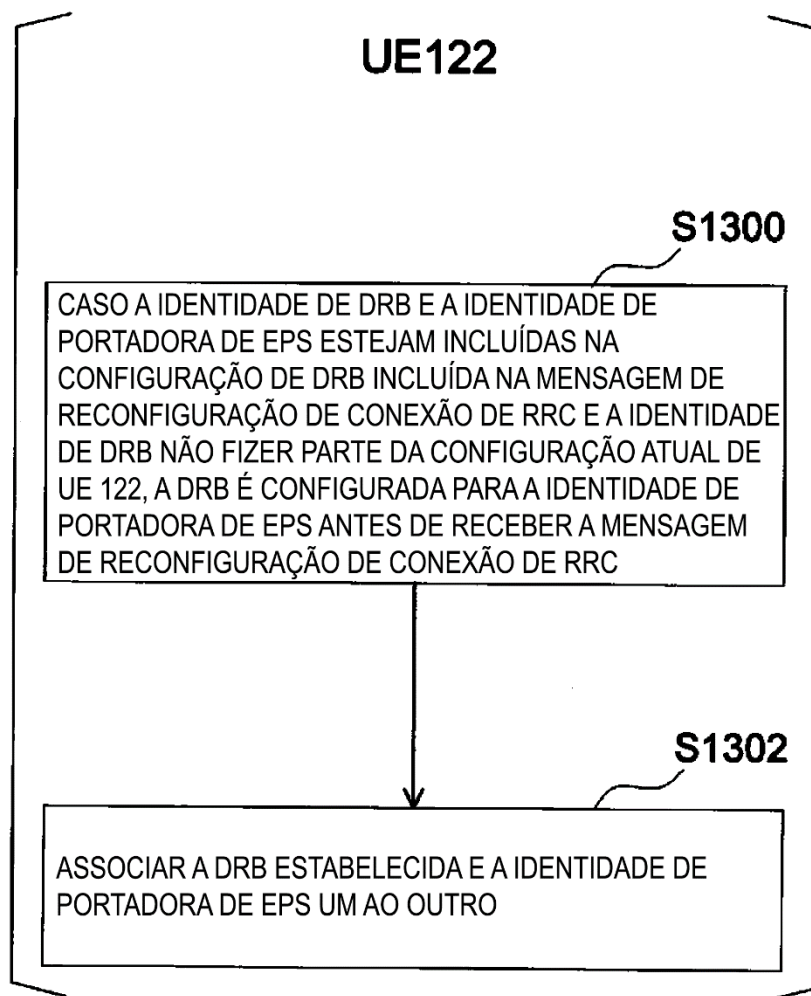 UE122
S1300
CASO A IDENTIDADE DE DRB E A IDENTIDADE DE
PORTADORA DE EPS ESTEJAM INCLUÍDAS NA
CONFIGURAÇÃO DE DRB INCLUÍDA NA MENSAGEM DE
RECONFIGURAÇÃO DE CONEXÃO DE RRC E A IDENTIDADE
DE DRB NÃO FIZER PARTE DA CONFIGURAÇÃO ATUAL DE
UE 122, A DRB É CONFIGURADA PARA A IDENTIDADE DE
PORTADORA DE EPS ANTES DE RECEBER A MENSAGEM
DE RECONFIGURAÇÃO DE CONEXÃO DE RRC
S1302
ASSOCIAR A DRB ESTABELECIDA E A IDENTIDADE DE
PORTADORA DE EPS UM AO OUTRO